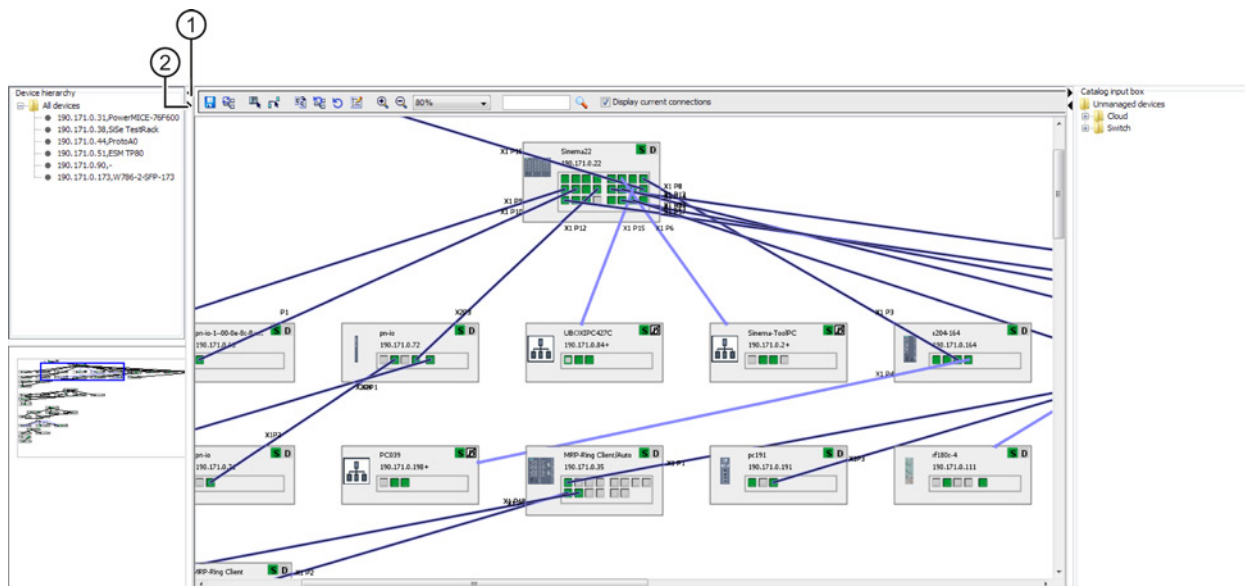 1
2
Device hierarchy
All devices
190.171.0.31,PowerMICE-76F600
190.171.0.38,SiSe TestRack
190.171.0.44,ProtoA0
190.171.0.51,ESM TP80
190.171.0.90,-
190.171.0.173,W786-2-SFP-173
80%
Display current connections
Catalog input box
Unmanaged devices
Cloud
Switch
Sinema22
S D
190.171.0.22
X1 P8
X1 P9
X1 P10
X1 P12
X1 P15
X1 P6
P1
X1 P3
S D
pn-io
S D
190.171.0.72
UBOXIPC427C
S D
190.171.0.84+
Sinema-ToolPC
S D
190.171.0.2+
x204-164
S D
190.171.0.164
X1 P4
pn-io
S D
PC039
S D
190.171.0.198+
MRP-Ring Client/Auto
S D
190.171.0.35
X1 P1
pc191
S D
190.171.0.191
rf180c-4
S D
190.171.0.111
MRP-Ring Client
S D
X1 P2